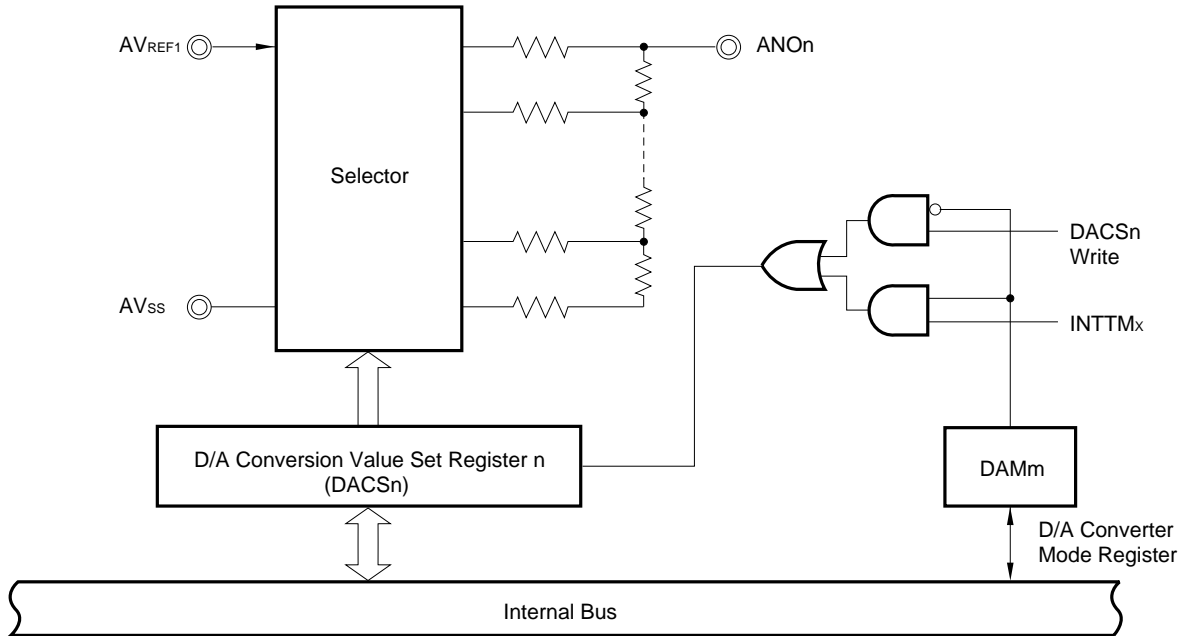 AVREF1
ANOn
Selector
DACSn
Write
AVSS
INTTMx
D/A Conversion Value Set Register n
(DACSn)
DAMm
D/A Converter
Mode Register
Internal Bus